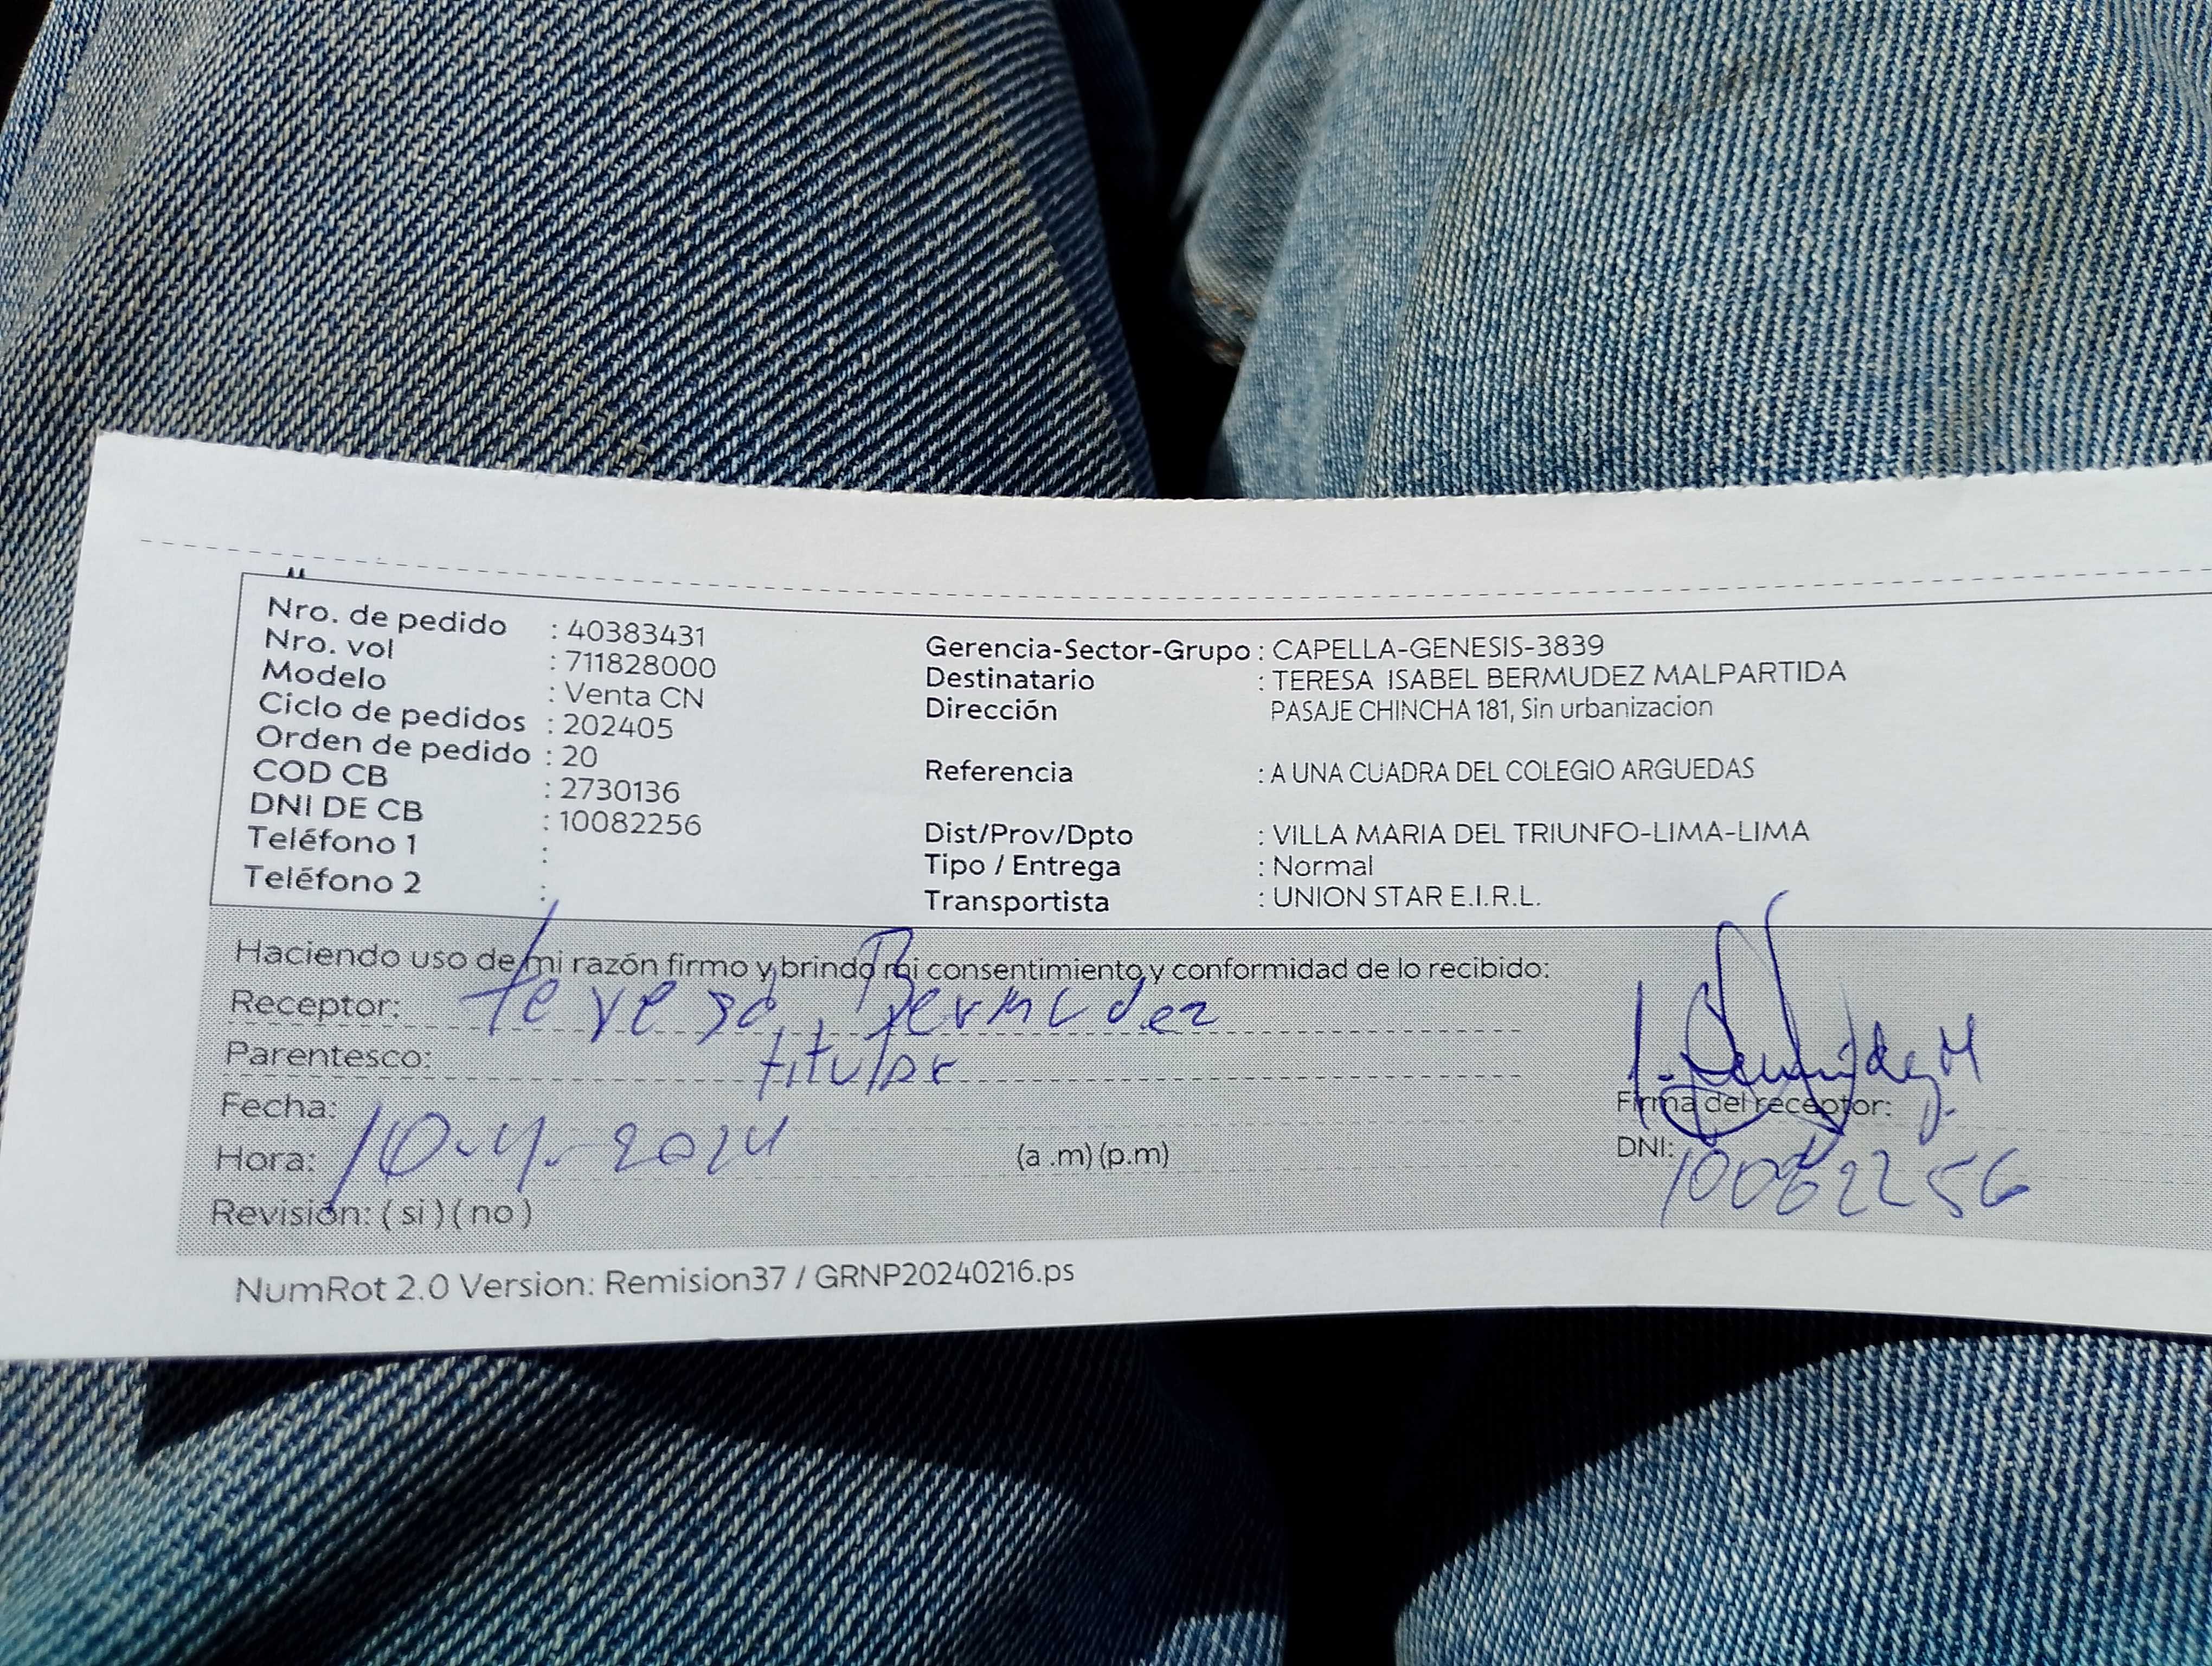 Nro. de pedido : 40383431
Nro. vol : 711828000
Modelo : Venta CN
Ciclo de pedidos : 202405
Orden de pedido : 20
COD CB : 2730136
DNI DE CB : 10082256
Teléfono 1 :
Teléfono 2 :
Gerencia-Sector-Grupo : CAPELLA-GENESIS-3839
Destinatario : TERESA ISABEL BERMUDEZ MALPARTIDA
Dirección PASAJE CHINCHA 181, Sin urbanizacion
Referencia : A UNA CUADRA DEL COLEGIO ARGUEDAS
Dist/Prov/Dpto : VILLA MARIA DEL TRIUNFO-LIMA-LIMA
Tipo / Entrega : Normal
Transportista : UNION STAR E.I.R.L.
Haciendo uso de mi razón firmo y brindo mi consentimiento y conformidad de lo recibido:
Receptor: Teresa Bermudez
Parentesco: titular
Fecha: 10-4-2024
Hora: (a .m) (p.m)
Revisión: ( si ) ( no )
Firma del receptor:
DNI: 10082256
NumRot 2.0 Version: Remision37 / GRNP20240216.ps